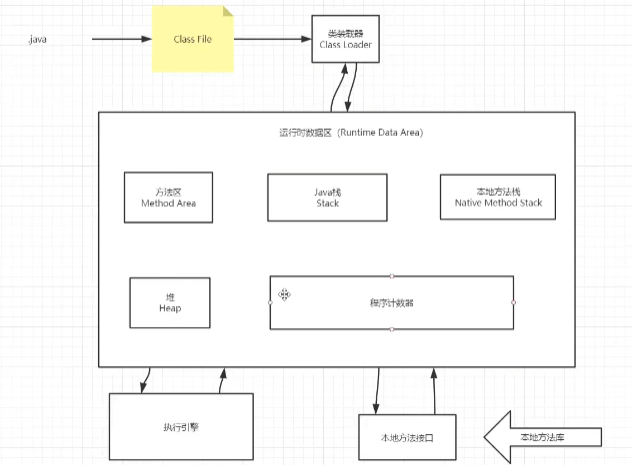 .java
Class File
类装载器
Class Loader
运行时数据区（Runtime Data Area）
方法区
Method Area
Java栈
Stack
本地方法栈
Native Method Stack
堆
Heap
程序计数器
执行引擎
本地方法接口
本地方法库